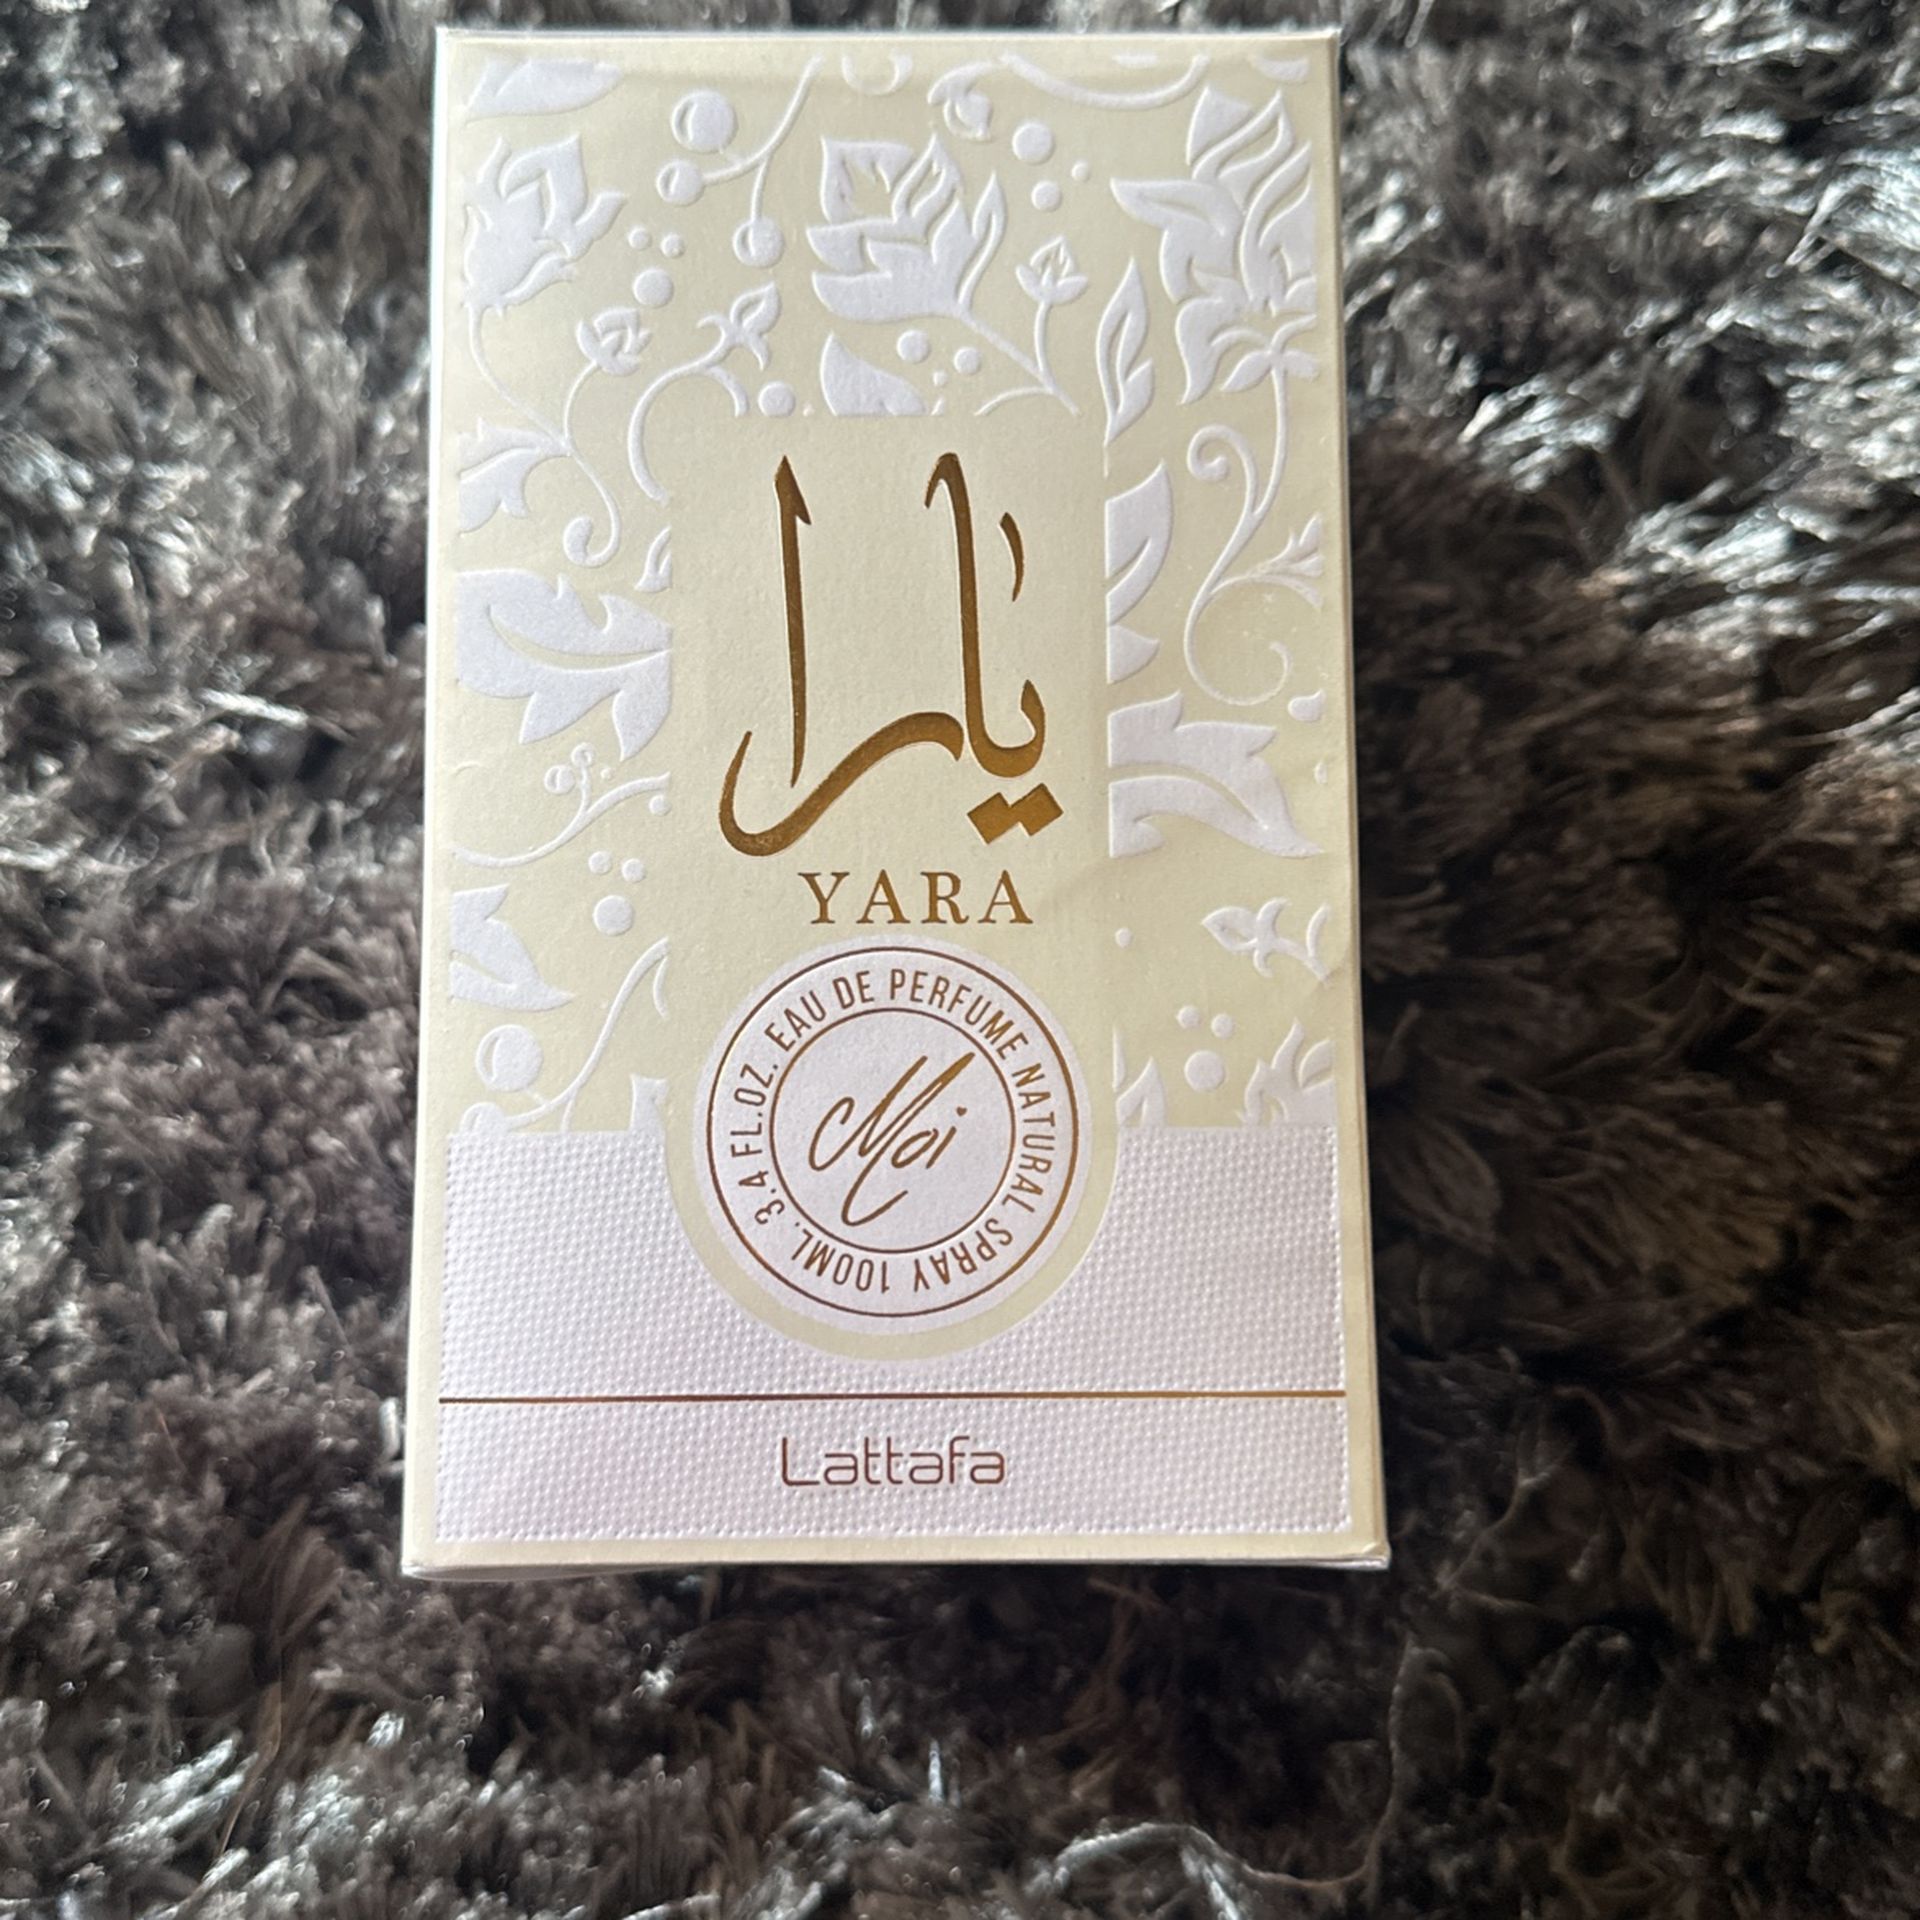 يارا
YARA
3.4 FL.OZ. EAU DE PERFUME NATURAL SPRAY 100ML.
Moi
Lattafa